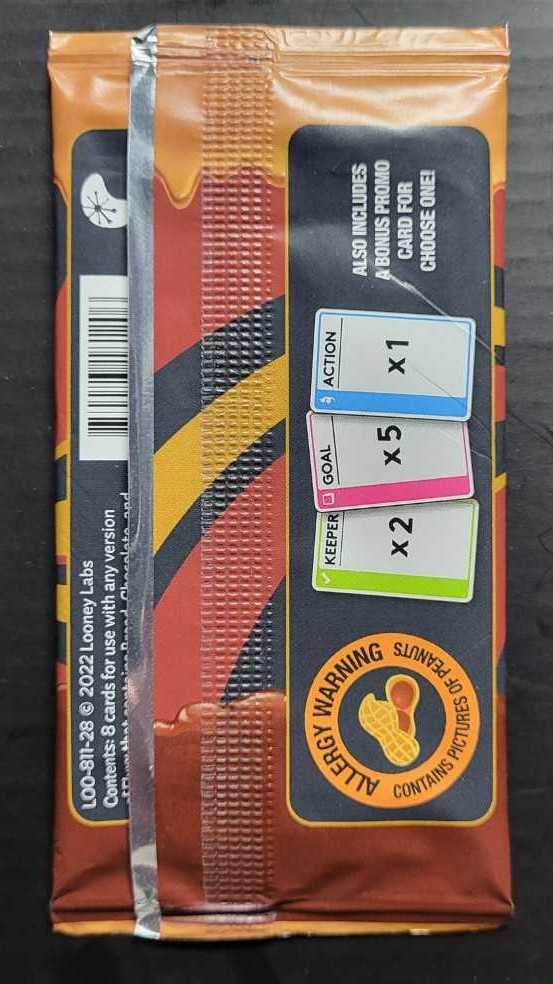 LOO-811-28 © 2022 Looney Labs
Contents: 8 cards for use with any version
ALLERGY WARNING
CONTAINS PICTURES OF PEANUTS
KEEPER
x 2
GOAL
x 5
ACTION
x 1
ALSO INCLUDES
A BONUS PROMO
CARD FOR
CHOOSE ONE!